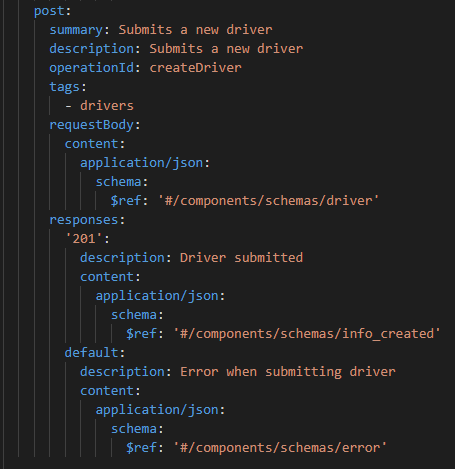 post:
summary: Submits a new driver
description: Submits a new driver
operationId: createDriver
tags:
- drivers
requestBody:
content:
application/json:
schema:
$ref: '#/components/schemas/driver'
responses:
'201':
description: Driver submitted
content:
application/json:
schema:
$ref: '#/components/schemas/info_created'
default:
description: Error when submitting driver
content:
application/json:
schema:
$ref: '#/components/schemas/error'